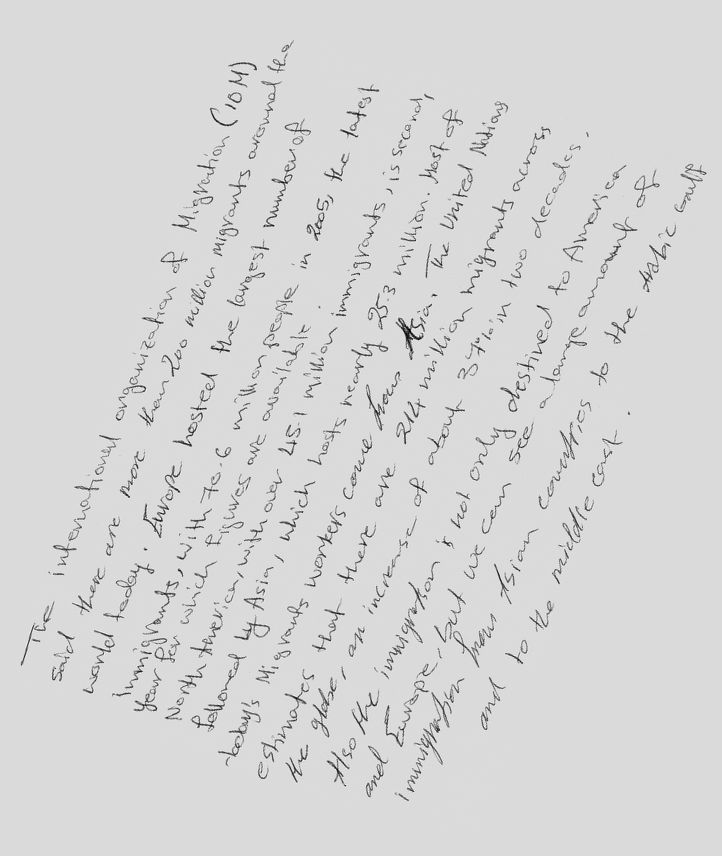 The international organization of Migration (IOM)
said there are more than 200 million migrants around the
world today. Europe hosted the largest number of
immigrants, with 70.6 million people in 2005, the latest
year for which figures are available.
North America, with over 45.1 million immigrants, is second,
followed by Asia, which hosts nearly 25.3 million. Most of
today's Migrants workers come from Asia. The United Nations
estimates that there are 214 million migrants across
the globe, an increase of about 37% in two decades.
Also the immigration is not only destined to America
and Europe, but we can see a large amount of
immigration from Asian countries to the Arabic Gulf
and to the middle east.